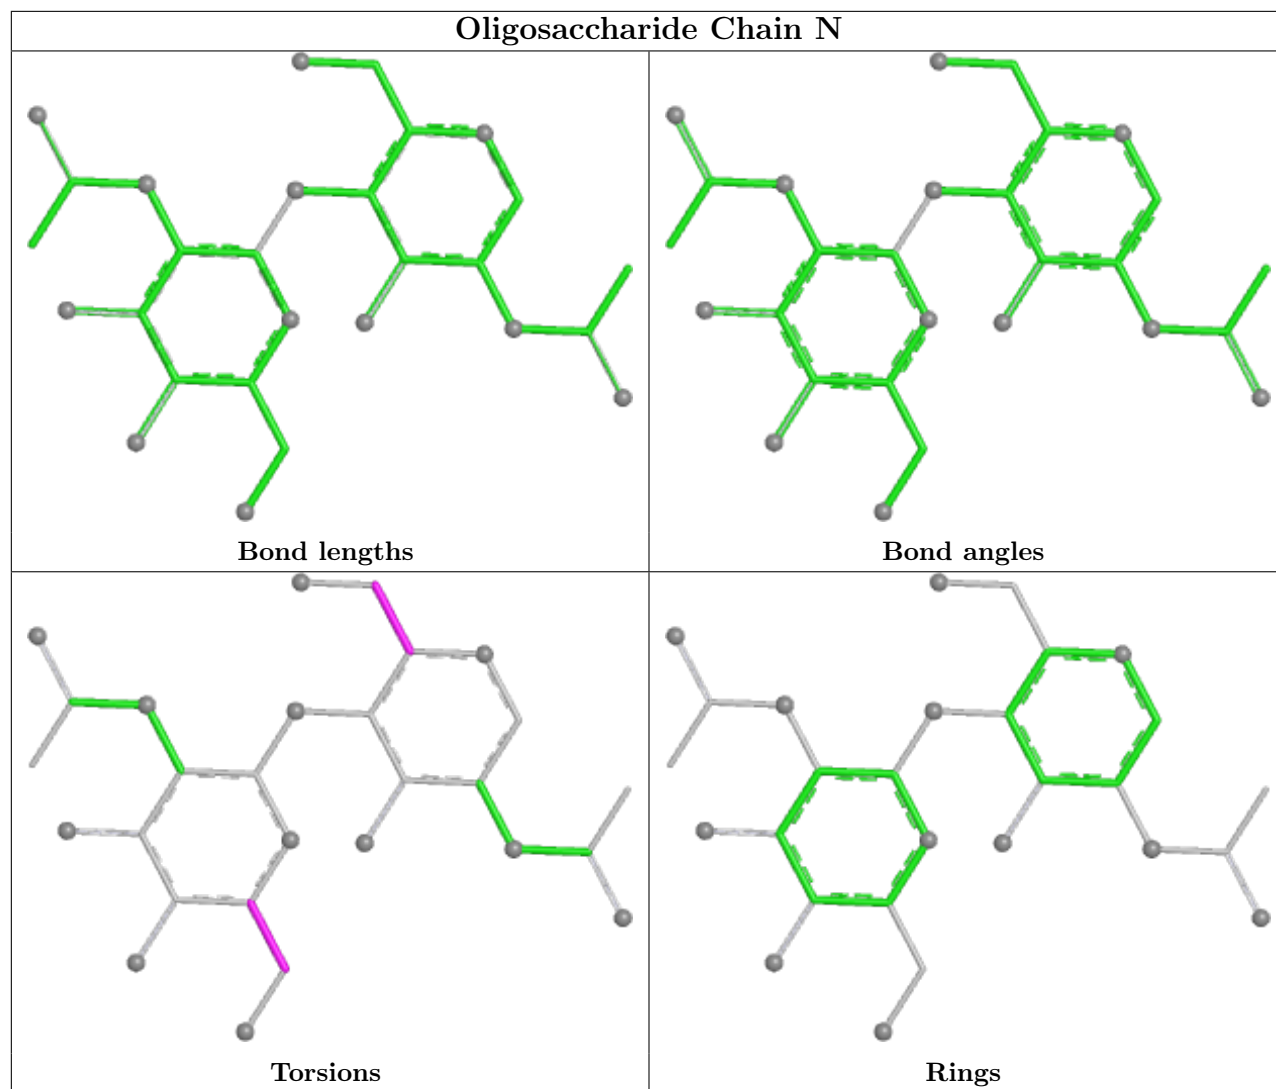 Oligosaccharide Chain N
Bond lengths
Bond angles
Torsions
Rings